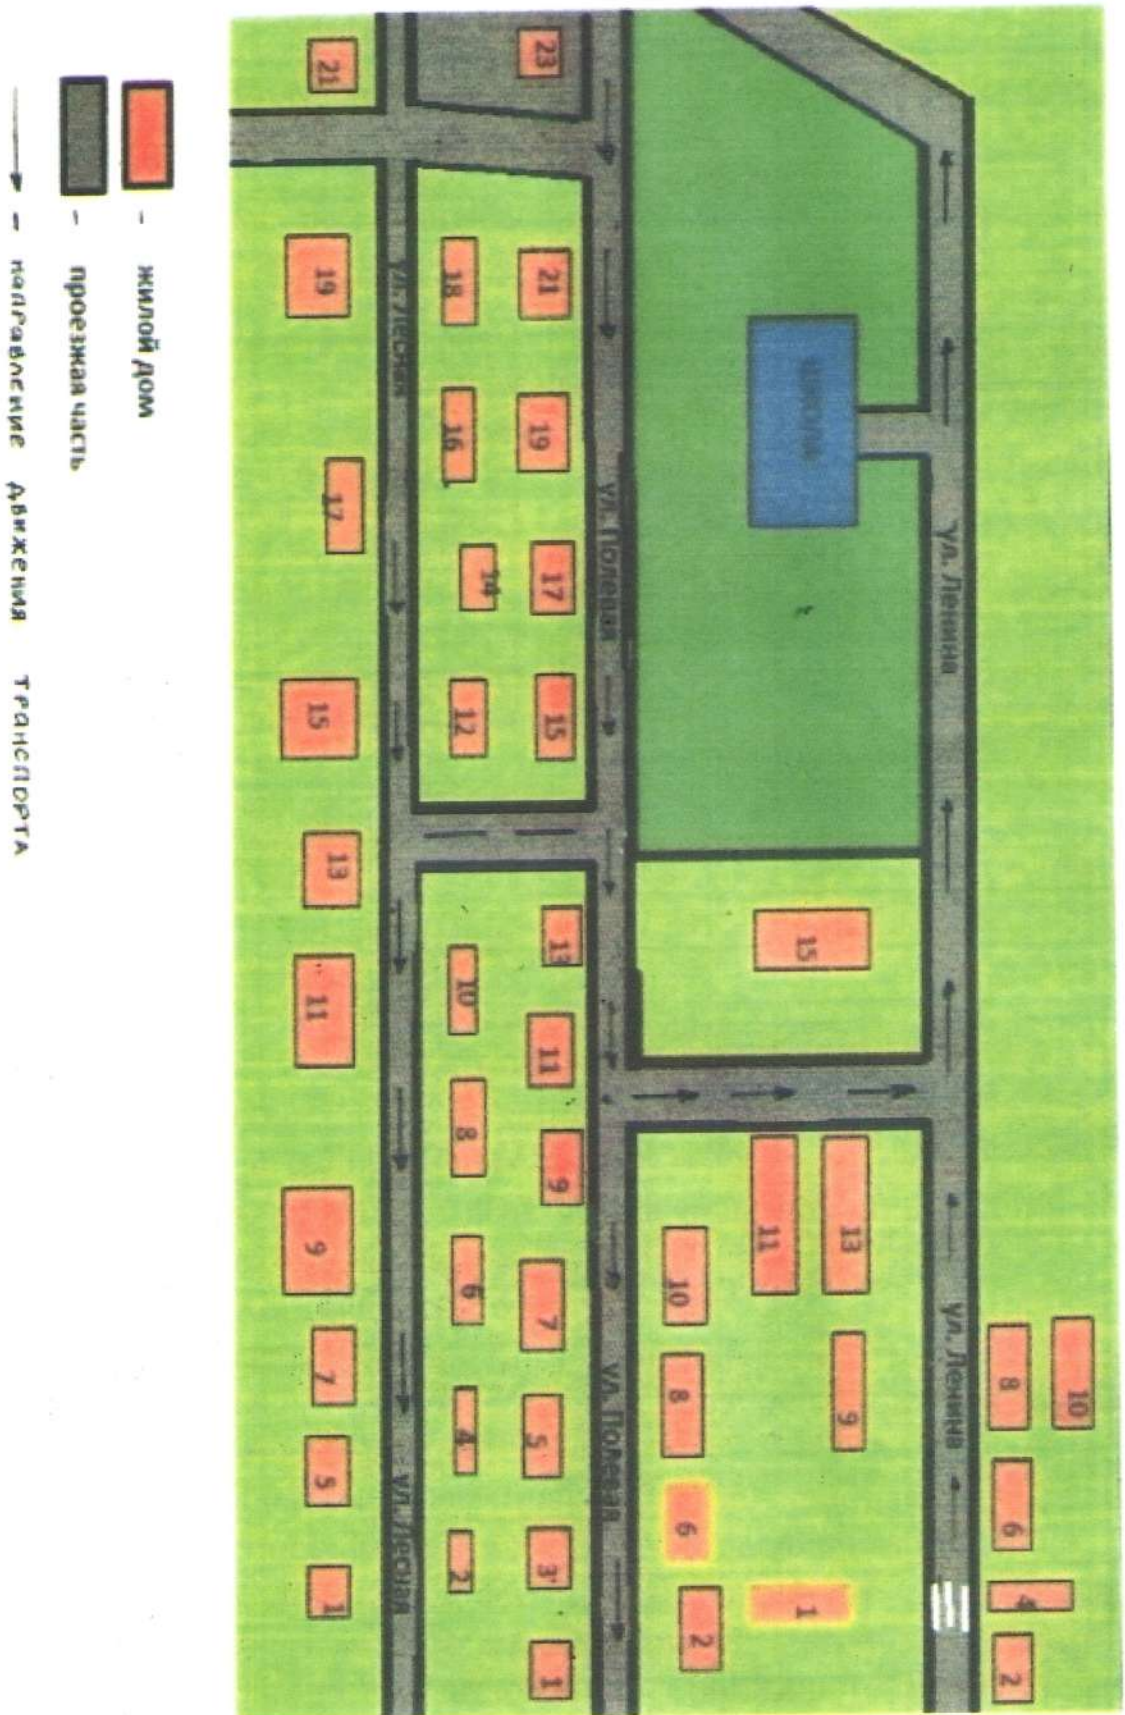 10
8 6 4 2
ул. Ленина ул. Ленина
13 9
15 11 1
10 8 6 2
ул. Полевая ул. Полевая
23 21 19 17 15 13 11 9 7 5 3 1
18 16 14 12 10 8 6 4 2
ул. Лесная ул. Лесная
21 19 17 15 13 11 9 7 5 1
- жилой дом
- проезжая часть
- направление движения транспорта